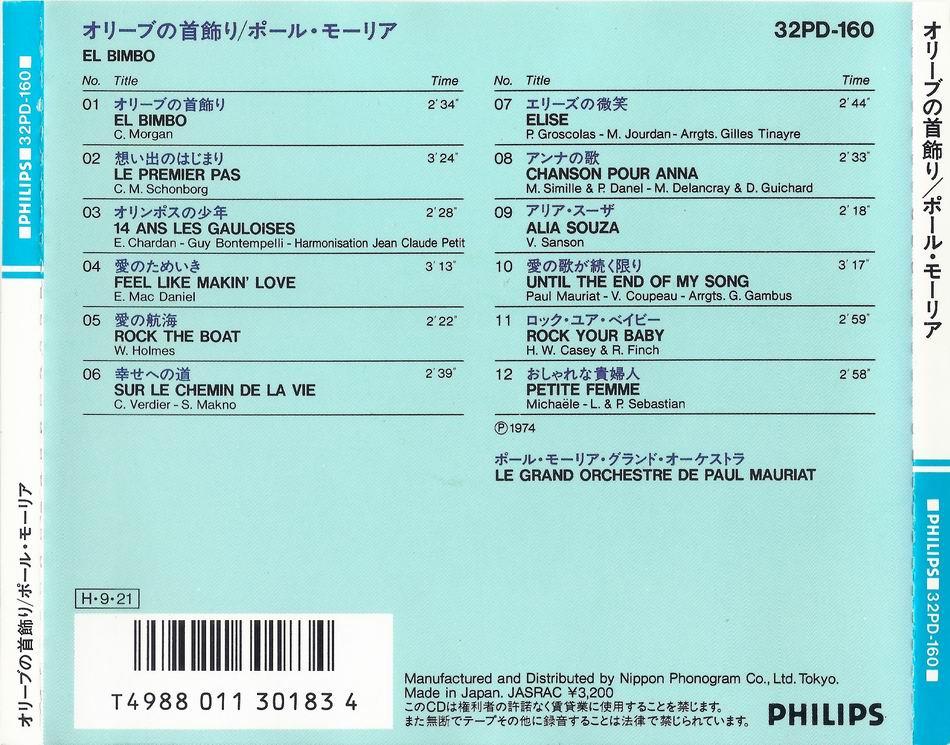 オリーブの首飾り/ポール・モーリア
32PD-160
EL BIMBO
No. Title Time
01 オリーブの首飾り 2'34"
EL BIMBO
C. Morgan
02 想い出のはじまり 3'24"
LE PREMIER PAS
C. M. Schonborg
03 オリンポスの少年 2'28"
14 ANS LES GAULOISES
E. Chardan - Guy Bontempelli - Harmonisation Jean Claude Petit
04 愛のためいき 3'13"
FEEL LIKE MAKIN' LOVE
E. Mac Daniel
05 愛の航海 2'22"
ROCK THE BOAT
W. Holmes
06 幸せへの道 2'39"
SUR LE CHEMIN DE LA VIE
C. Verdier - S. Makno
No. Title Time
07 エリーズの微笑 2'44"
ELISE
P. Groscolas - M. Jourdan - Arrgts. Gilles Tinayre
08 アンナの歌 2'33"
CHANSON POUR ANNA
M. Simille & P. Danel - M. Delancray & D. Guichard
09 アリア・スーザ 2'18"
ALIA SOUZA
V. Sanson
10 愛の歌が続く限り 3'17"
UNTIL THE END OF MY SONG
Paul Mauriat - V. Coupeau - Arrgts. G. Gambus
11 ロック・ユア・ベイビー 2'59"
ROCK YOUR BABY
H. W. Casey & R. Finch
12 おしゃれな貴婦人 2'58"
PETITE FEMME
Michaële - L. & P. Sebastian
℗1974
ポール・モーリア・グランド・オーケストラ
LE GRAND ORCHESTRE DE PAUL MAURIAT
H・9・21
T4988 011 30183 4
Manufactured and Distributed by Nippon Phonogram Co., Ltd. Tokyo.
Made in Japan. JASRAC ¥3,200
このCDは権利者の許諾なく賃貸業に使用することを禁じます。
また無断でテープその他に録音することは法律で禁じられています。
PHILIPS
■PHILIPS■32PD-160■
オリーブの首飾り/ポール・モーリア
オリーブの首飾り/ポール・モーリア
■PHILIPS■32PD-160■